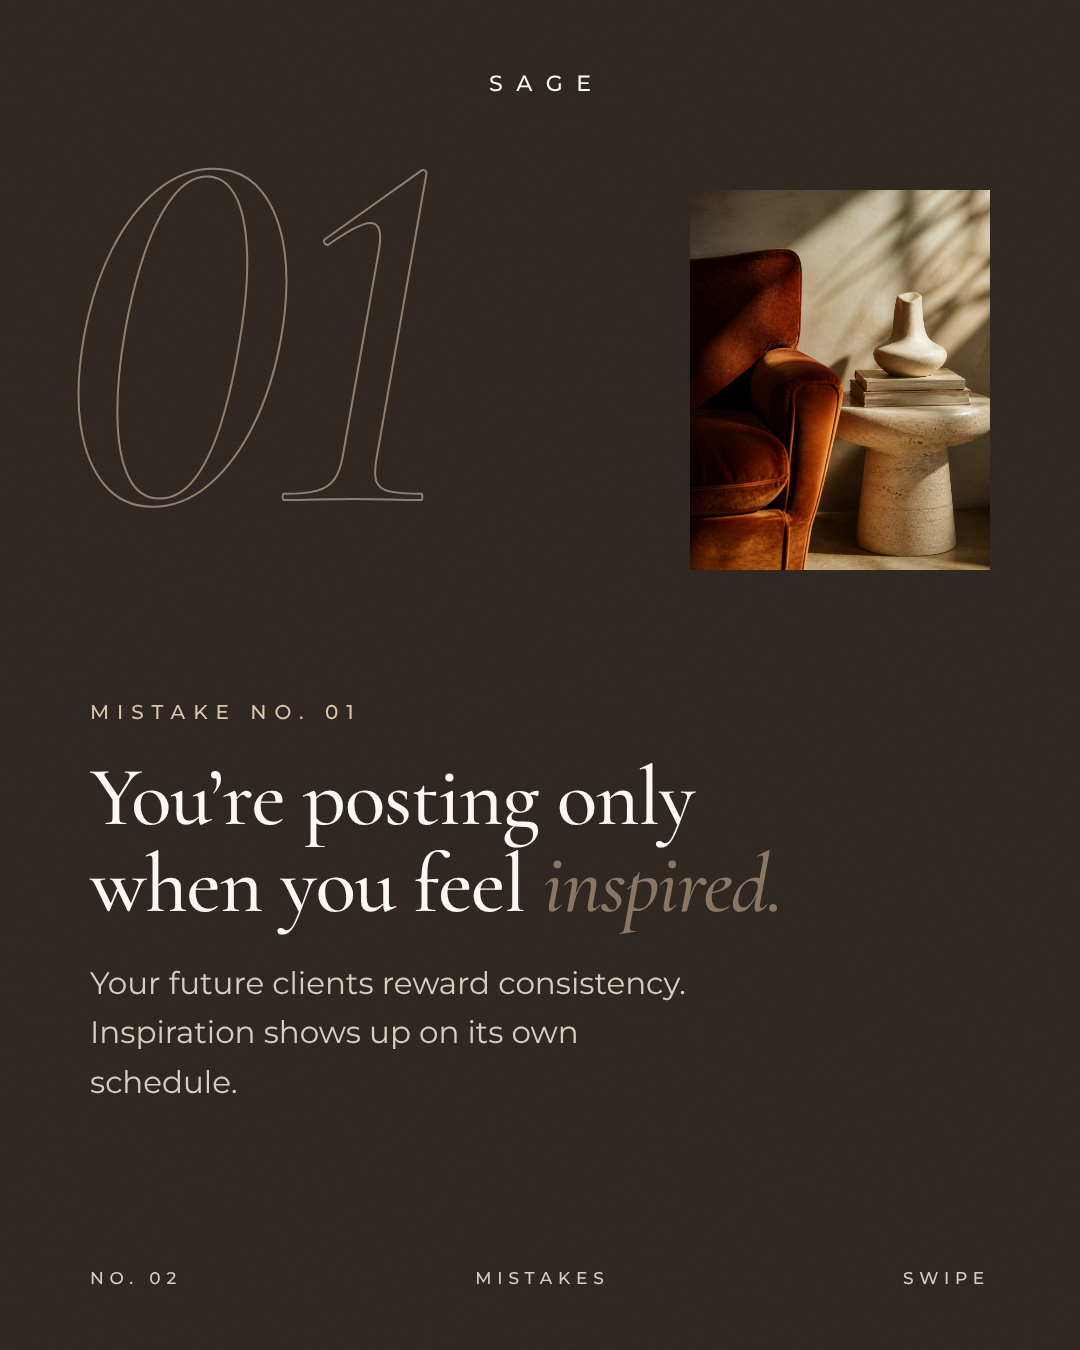 SAGE
01
MISTAKE NO. 01
You’re posting only
when you feel inspired.
Your future clients reward consistency.
Inspiration shows up on its own
schedule.
NO. 02
MISTAKES
SWIPE